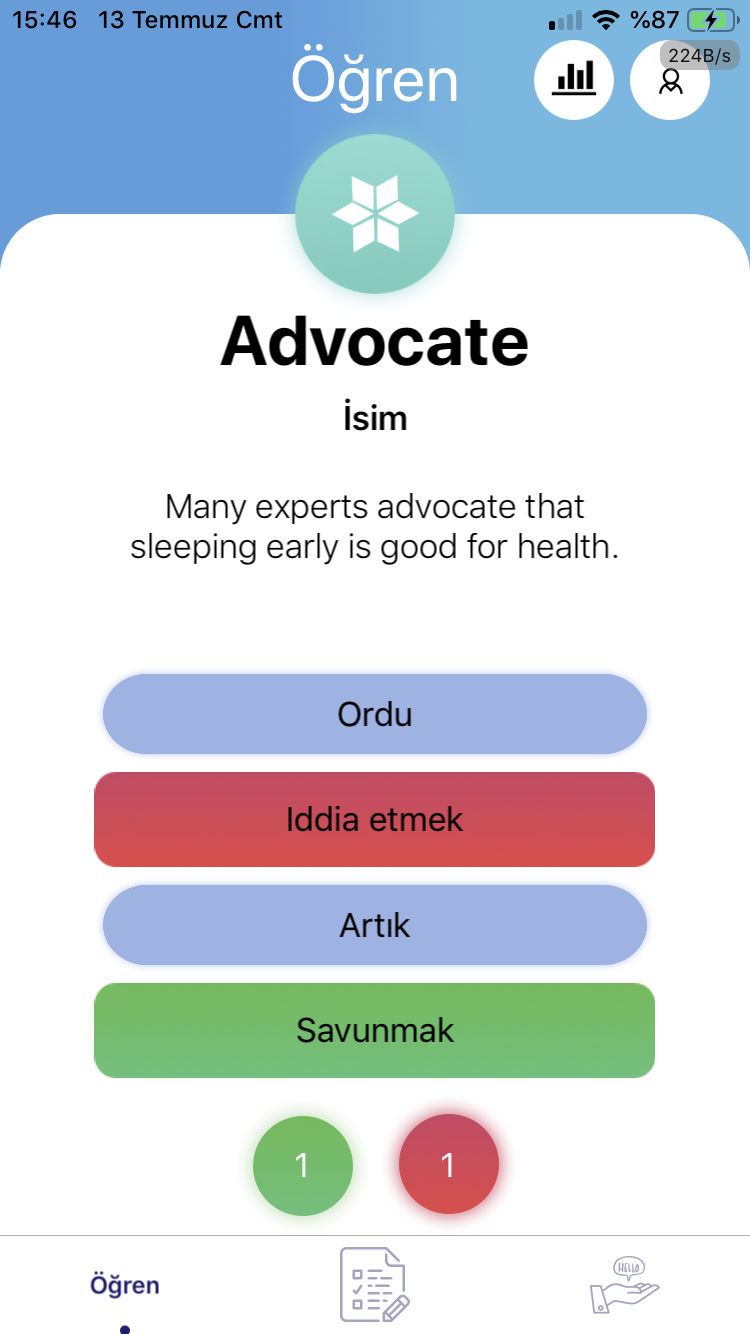 15:46 13 Temmuz Cmt %87
224B/s
Öğren
Advocate
İsim
Many experts advocate that
sleeping early is good for health.
Ordu
Iddia etmek
Artık
Savunmak
1 1
Öğren
HELLO